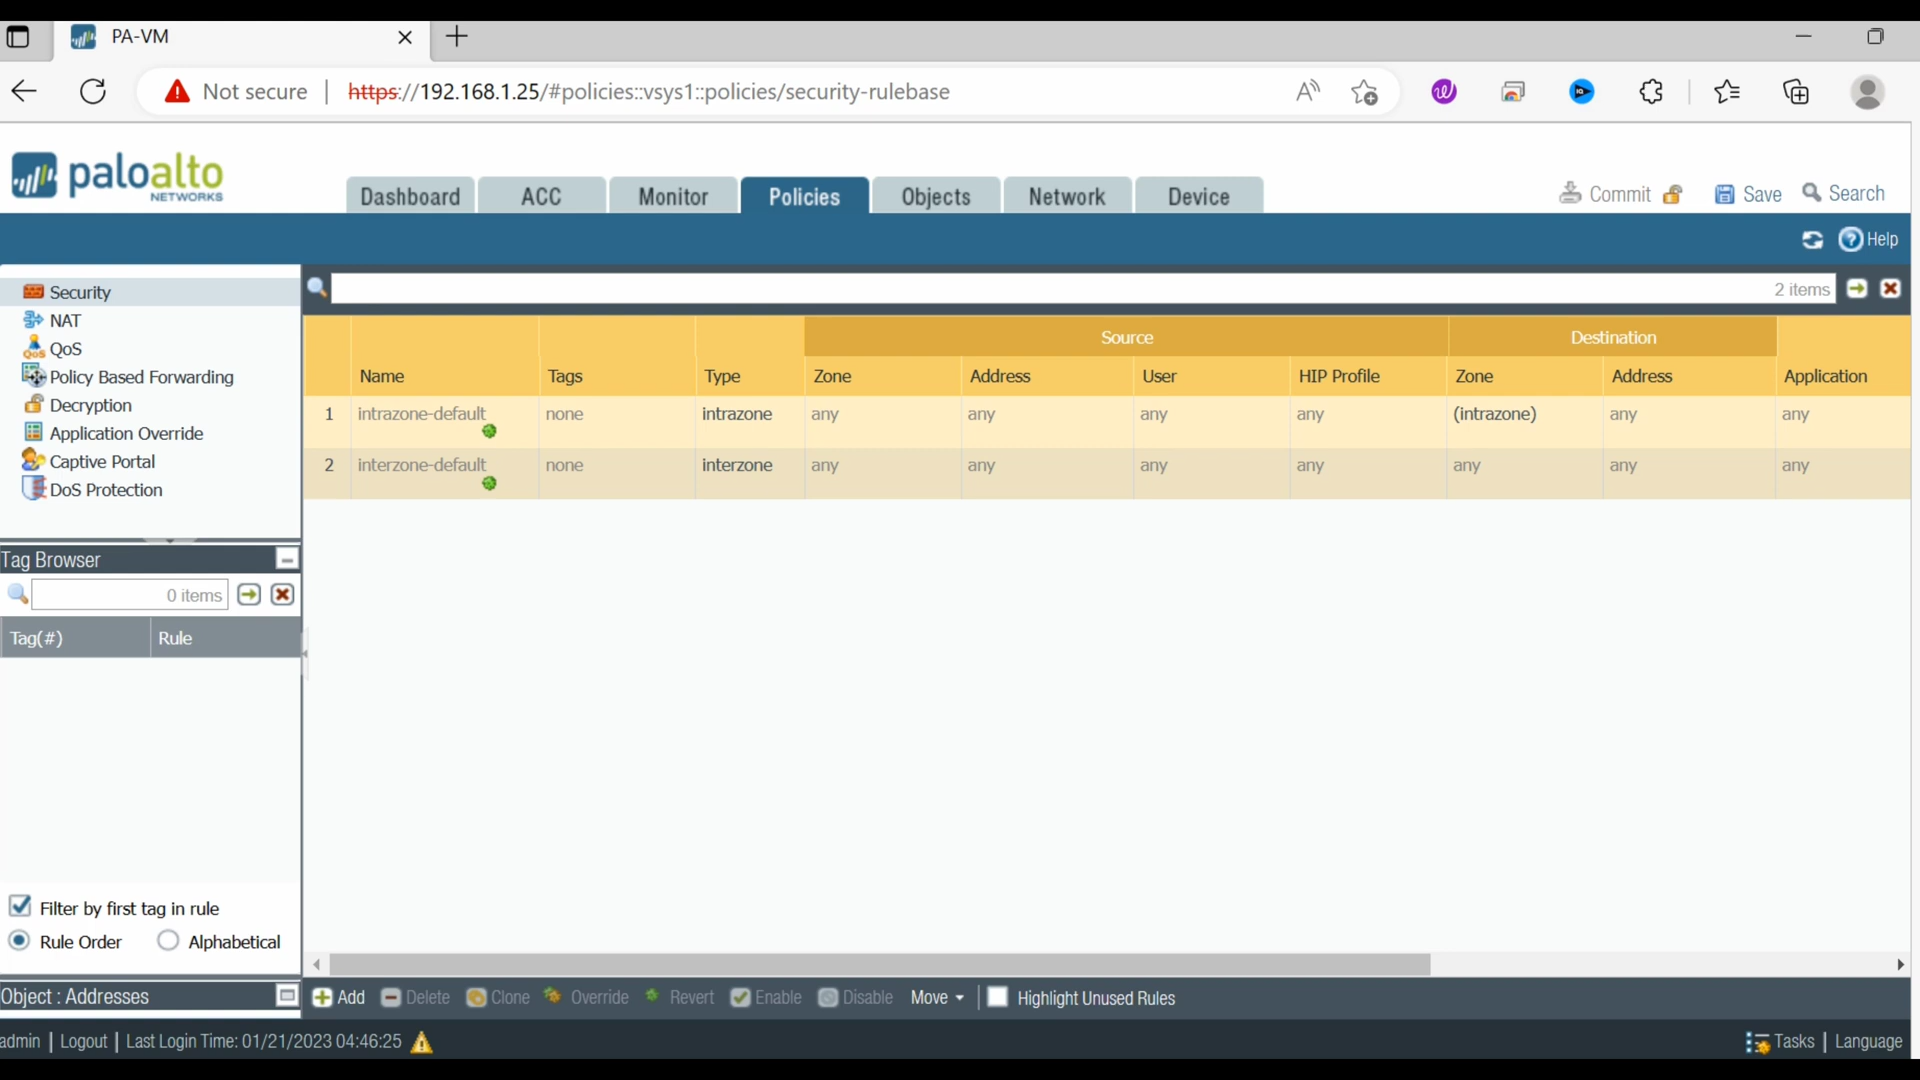 PA-VM
Not secure | https://192.168.1.25/#policies::vsys1::policies/security-rulebase
paloalto
NETWORKS
Dashboard ACC Monitor Policies Objects Network Device
Commit Save Search
Help
Security
NAT
QoS
Policy Based Forwarding
Decryption
Application Override
Captive Portal
DoS Protection
2 items
Source Destination
Name Tags Type Zone Address User HIP Profile Zone Address Application
1 intrazone-default none intrazone any any any any (intrazone) any any
2 interzone-default none interzone any any any any any any any
Tag Browser
0 items
Tag(#) Rule
Filter by first tag in rule
Rule Order Alphabetical
Object : Addresses
Add Delete Clone Override Revert Enable Disable Move Highlight Unused Rules
admin | Logout | Last Login Time: 01/21/2023 04:46:25
Tasks | Language